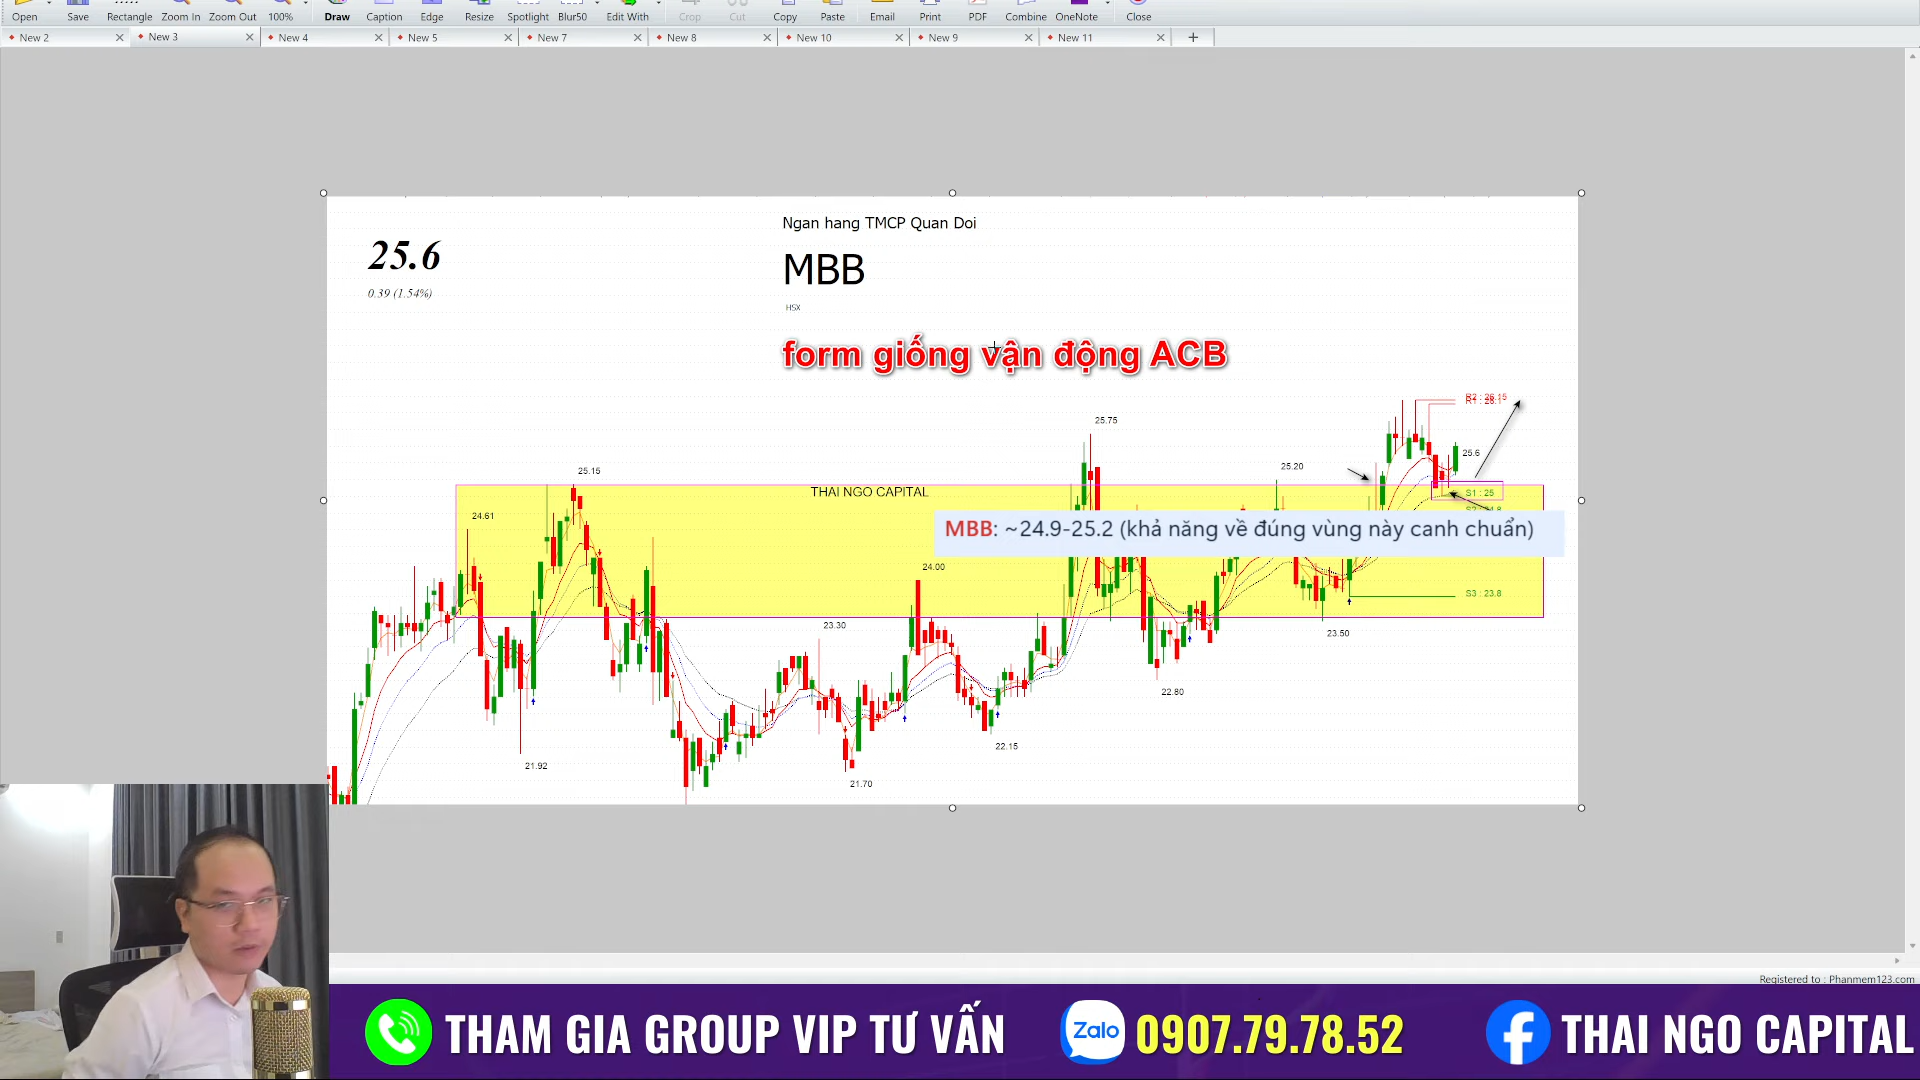 Open Save Rectangle Zoom In Zoom Out 100% Draw Caption Edge Resize Spotlight Blur50 Edit With Crop Cut Copy Paste Email Print PDF Combine OneNote Close
New 2 New 3 New 4 New 5 New 7 New 8 New 10 New 9 New 11
Ngan hang TMCP Quan Doi
25.6
MBB
0.39 (1.54%)
HSX
form giống vận động ACB
25.75
25.6
25.20
25.15
THAI NGO CAPITAL
S1 : 25
24.61
MBB: ~24.9-25.2 (khả năng về đúng vùng này canh chuẩn)
24.00
S3 : 23.8
23.30
23.50
22.80
22.15
21.92
21.70
Registered to : Phanmem123.com
THAM GIA GROUP VIP TƯ VẤN
Zalo 0907.79.78.52
THAI NGO CAPITAL